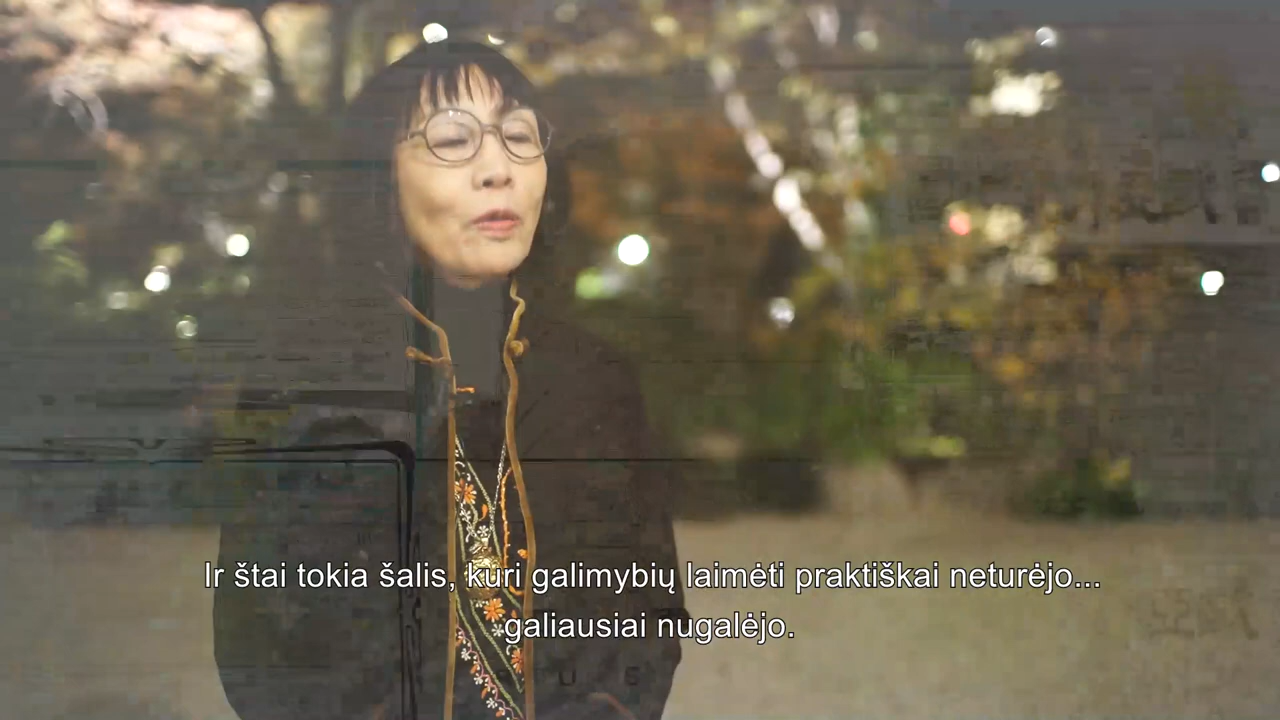 Ir štai tokia šalis, kuri galimybių laimėti praktiškai neturėjo...
galiausiai nugalėjo.